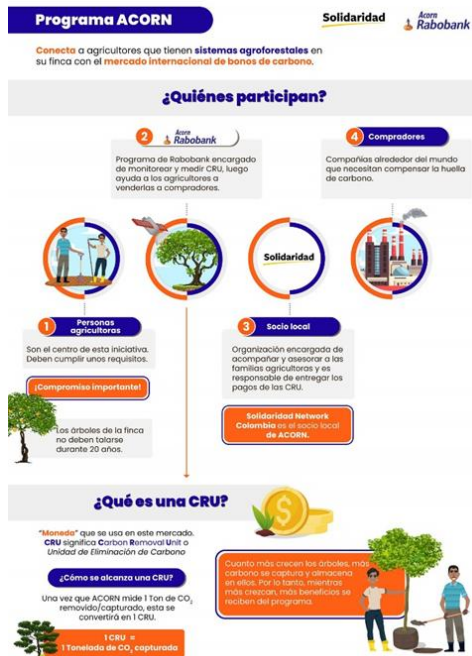 Programa ACORN
Solidaridad
Acorn
Rabobank
Conecta a agricultores que tienen sistemas agroforestales en
su finca con el mercado internacional de bonos de carbono.
¿Quiénes participan?
2
Acorn
Rabobank
Programa de Rabobank encargado
de monitorear y medir CRU, luego
ayuda a los agricultores a
venderlas a compradores.
4 Compradores
Compañías alrededor del mundo
que necesitan compensar la huella
de carbono.
Solidaridad
1
Personas
agricultoras
Son el centro de esta iniciativa.
Deben cumplir unos requisitos.
¡Compromiso importante!
Los árboles de la finca
no deben talarse
durante 20 años.
3 Socio local
Organización encargada de
acompañar y asesorar a las
familias agricultoras y es
responsable de entregar los
pagos de las CRU.
Solidaridad Network
Colombia es el socio local
de ACORN.
¿Qué es una CRU?
"Moneda" que se usa en este mercado.
CRU significa Carbon Removal Unit o
Unidad de Eliminación de Carbono
¿Cómo se alcanza una CRU?
Una vez que ACORN mide 1 Ton de CO₂
removido/capturado, esta se
convertirá en 1 CRU.
1 CRU =
1 Tonelada de CO₂ capturada
$
Cuanto más crecen los árboles, más
carbono se captura y almacena
en ellos. Por lo tanto, mientras
más crezcan, más beneficios se
reciben del programa.